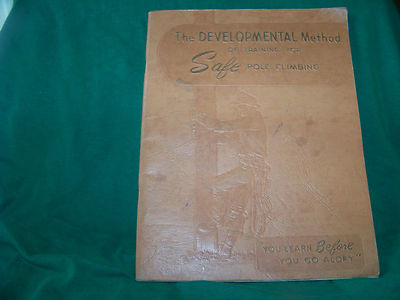 The DEVELOPMENTAL Method
OF TRAINING FOR
Safe POLE CLIMBING
"YOU LEARN Before
YOU GO ALOFT"